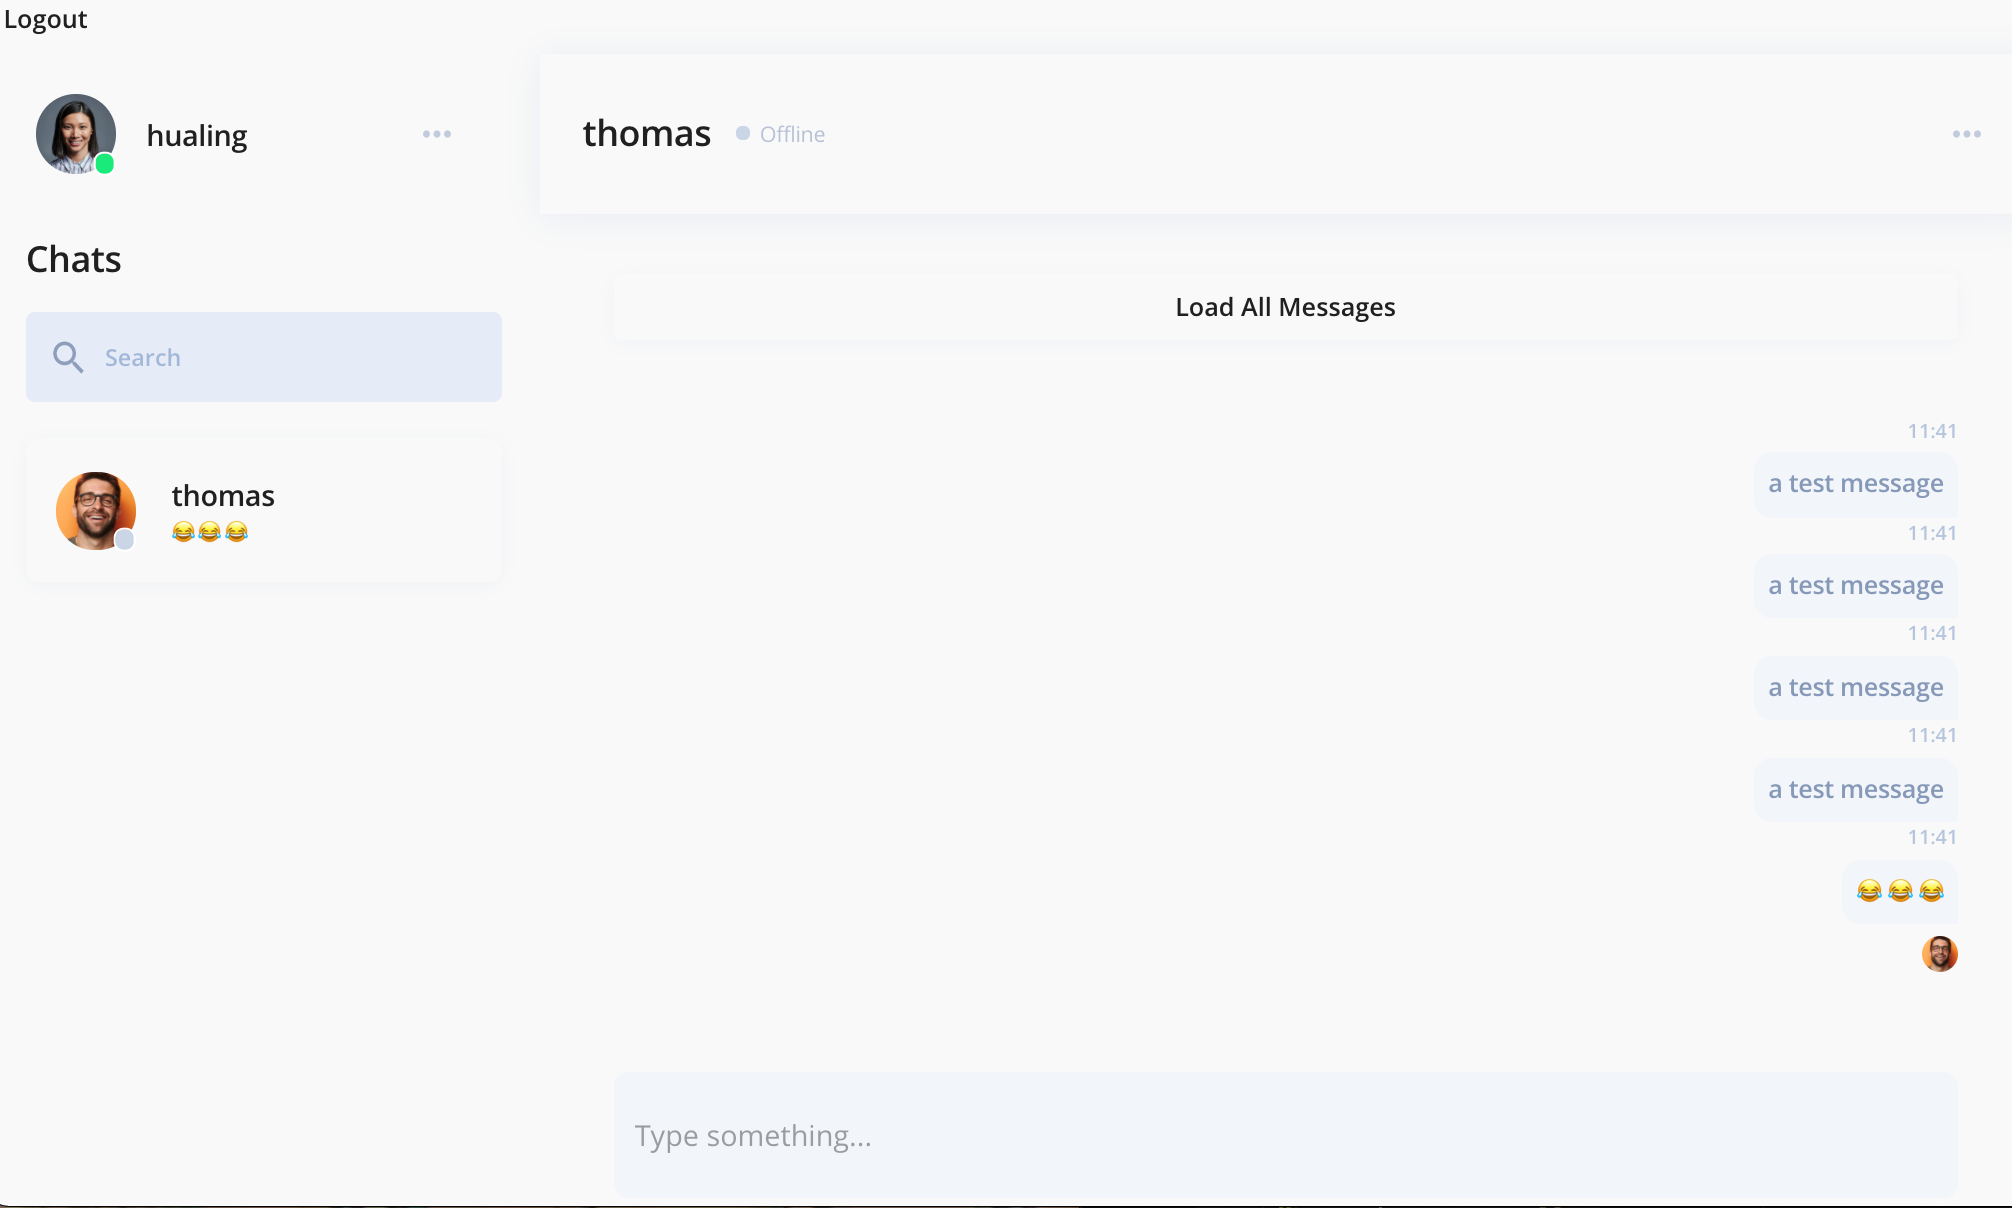 Logout
hualing
thomas
Offline
Chats
Search
thomas
😂😂😂
Load All Messages
11:41
a test message
11:41
a test message
11:41
a test message
11:41
a test message
11:41
😂😂😂
Type something...